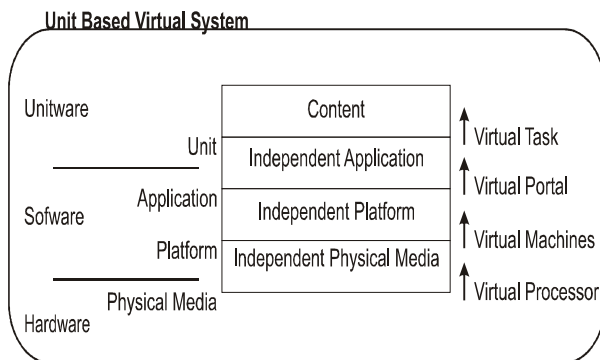 Unit Based Virtual System
Unitware
Content
Virtual Task
Unit
Independent Application
Virtual Portal
Application
Sofware
Independent Platform
Virtual Machines
Platform
Independent Physical Media
Physical Media
Virtual Processor
Hardware